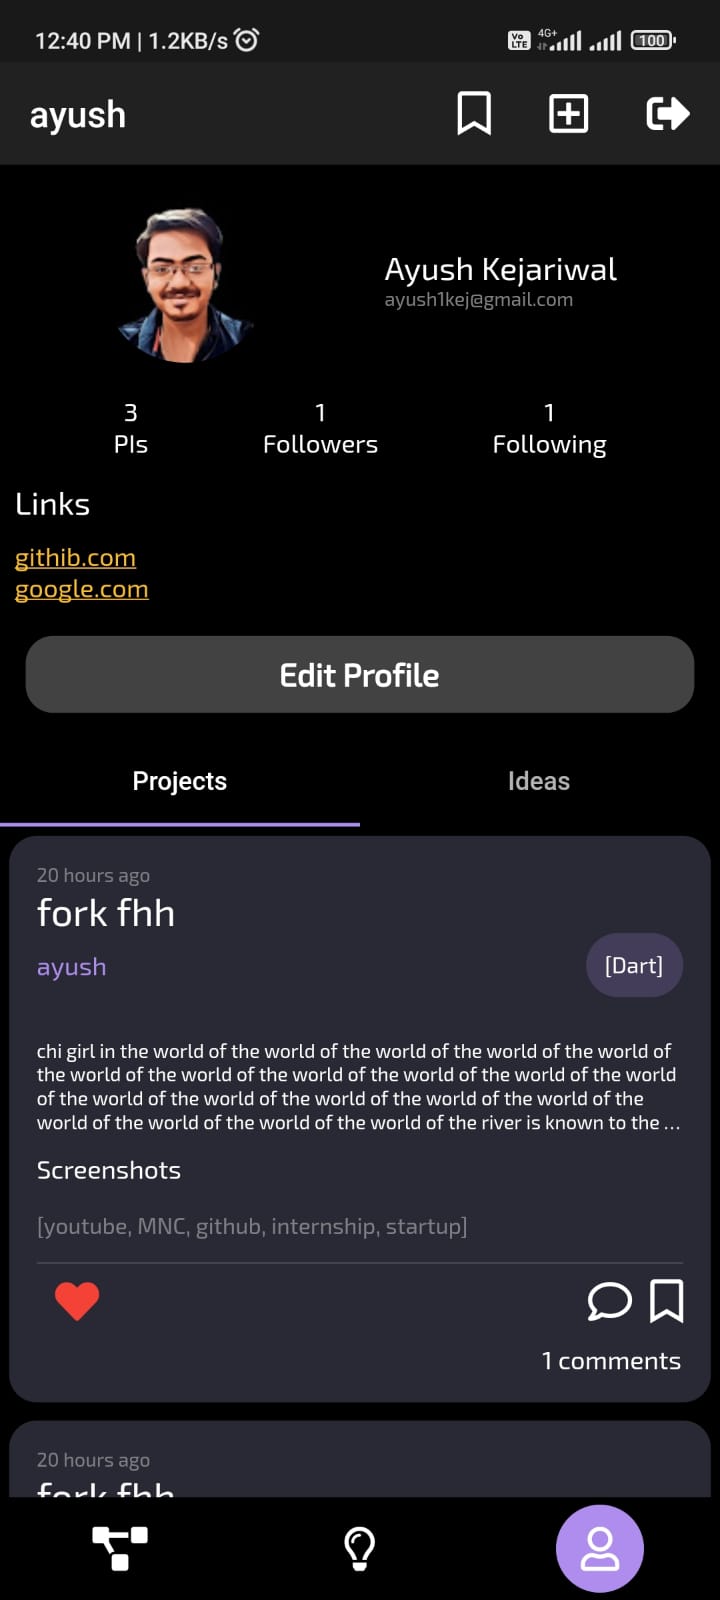 12:40 PM | 1.2KB/s
Vo LTE 4G+ 100
ayush
Ayush Kejariwal
ayush1kej@gmail.com
3 1 1
PIs Followers Following
Links
githib.com
google.com
Edit Profile
Projects Ideas
20 hours ago
fork fhh
ayush [Dart]
chi girl in the world of the world of the world of the world of the world of
the world of the world of the world of the world of the world of the world
of the world of the world of the world of the world of the world of the
world of the world of the world of the world of the river is known to the ...
Screenshots
[youtube, MNC, github, internship, startup]
1 comments
20 hours ago
fork fhh